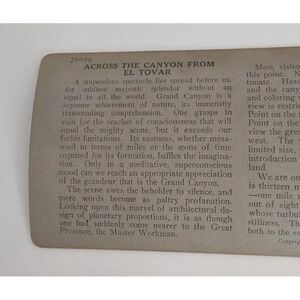 29096
ACROSS THE CANYON FROM
EL TOVAR
A stupendous spectacle lies spread before us,
for sublime majestic splendor without an
equal in all the world. Grand Canyon is a
supreme achievement of nature, its immensity
transcending comprehension. One grasps in
vain for the reaches of consciousness that will
equal the mighty scene, but it exceeds our
feeble limitations. Its vastness, whether meas-
ured in terms of miles or the æons of time
required for its formation, baffles the imagina-
tion. Only in a meditative, superconscious
mood can we reach an appropriate appreciation
of the grandeur that is the Grand Canyon.
The scene awes the beholder to silence, and
mere words become as paltry profanation.
Looking upon this marvel of architectural design
of planetary proportions, it is as though
one had suddenly come nearer to the Great
Presence, the Master Workman.
Most visito
this point. N
tunate. Here
and the cany
and coloring
view is from
Point on the
Point on the
view the great
west. The
limited size,
introduction
land.
We are on
is thirteen m
—one mile
out of sight
whose turbu
stillness. Th
both to the e
Copyrig